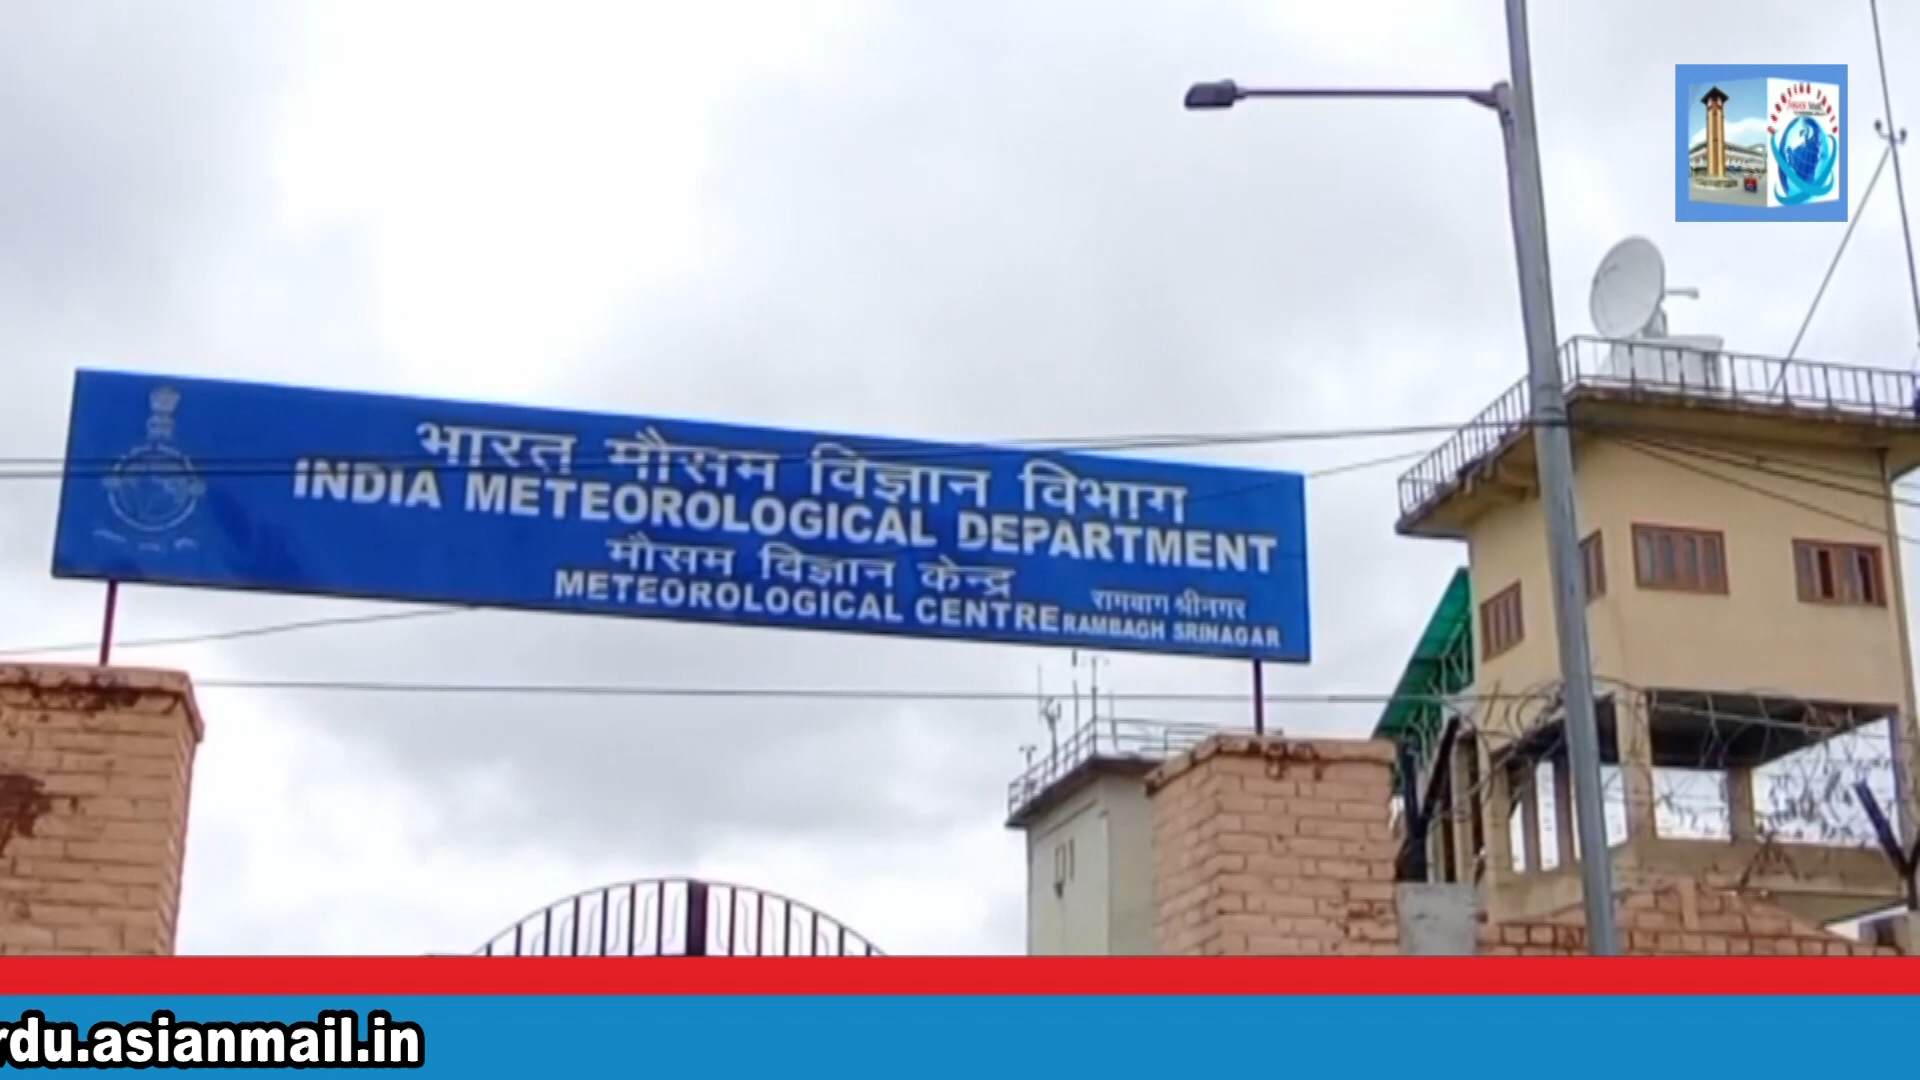 भारत मौसम विज्ञान विभाग
INDIA METEOROLOGICAL DEPARTMENT
मौसम विज्ञान केन्द्र
METEOROLOGICAL CENTRE
रामबाग श्रीनगर
RAMBAGH SRINAGAR
rdu.asianmail.in